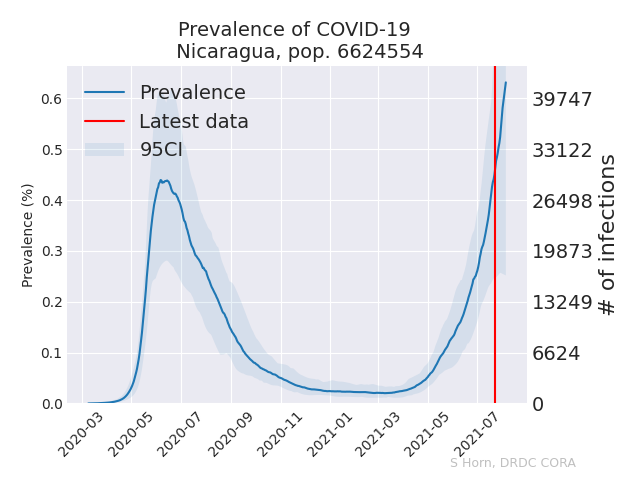 Prevalence of COVID-19
Nicaragua, pop. 6624554
Prevalence
Latest data
95CI
Prevalence (%)
0.6
0.5
0.4
0.3
0.2
0.1
0.0
39747
33122
26498
19873
13249
6624
0
# of infections
2020-03
2020-05
2020-07
2020-09
2020-11
2021-01
2021-03
2021-05
2021-07
S Horn, DRDC CORA